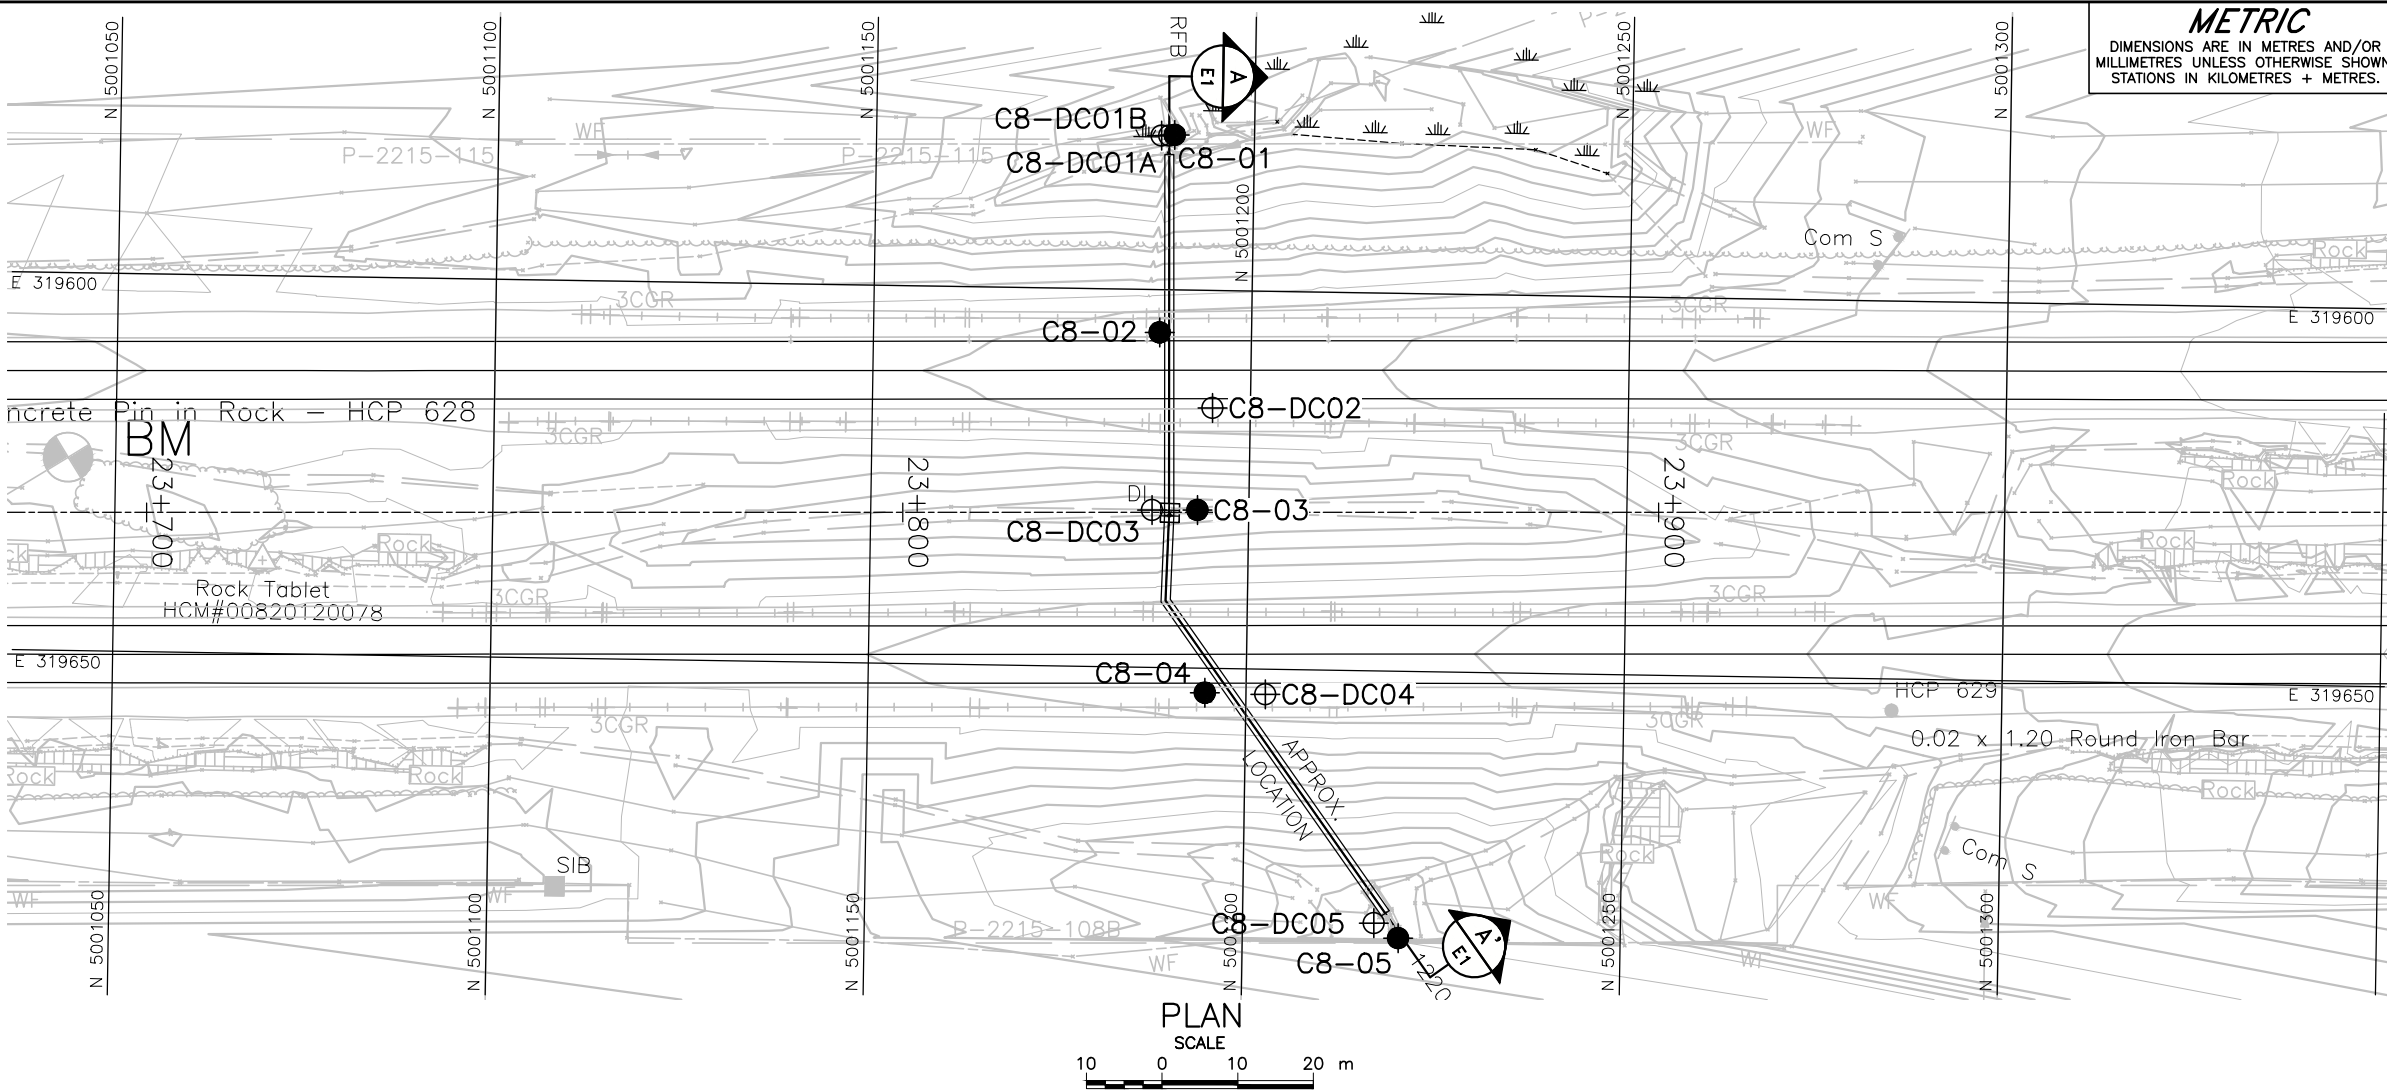 METRIC
DIMENSIONS ARE IN METRES AND/OR
MILLIMETRES UNLESS OTHERWISE SHOWN
STATIONS IN KILOMETRES + METRES.
N 5001050
N 5001100
N 5001150
RFB
A
E1
N 5001200
N 5001250
N 5001300
C8-DC01B
C8-DC01A
C8-01
WF
P-2215-115
P-2215-115
WF
Com S
Rock
E 319600
3CGR
3CGR
E 319600
C8-02
ncrete Pin in Rock - HCP 628
BM
C8-DC02
3CGR
3CGR
Rock
23+700
23+800
23+900
DI
C8-03
C8-DC03
ck
Rock
Rock
Rock Tablet
HCM#00820120078
3CGR
3CGR
E 319650
C8-04
C8-DC04
HCP 629
E 319650
3CGR
3CGR
0.02 x 1.20 Round Iron Bar
Rock
Rock
Rock
APPROX.
LOCATION
Rock
Com S
SIB
WF
WF
WF
P-2215-108B
C8-DC05
C8-05
A'
E1
1220
WF
WF
N 5001050
N 5001100
N 5001150
N 5001200
N 5001250
N 5001300
PLAN
SCALE
10 0 10 20 m